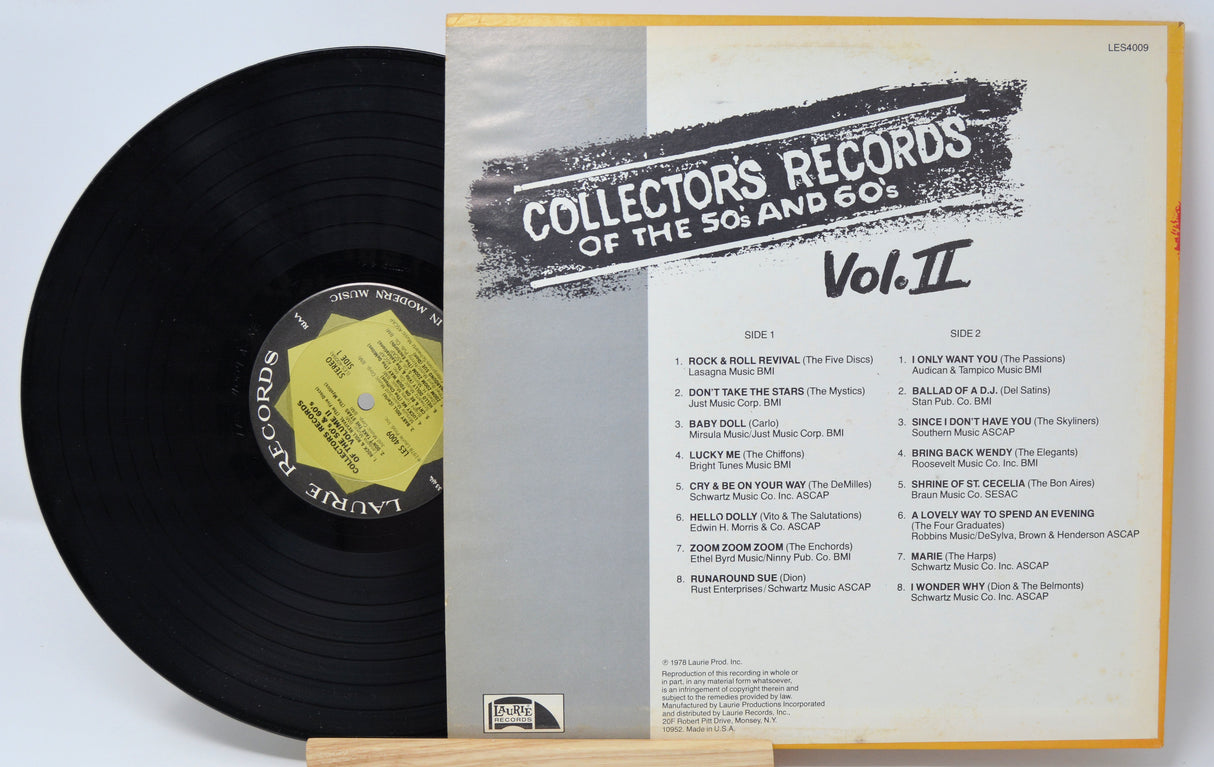 LES4009
COLLECTOR'S RECORDS
OF THE 50's AND 60's
Vol. II
SIDE 1
1. ROCK & ROLL REVIVAL (The Five Discs)
Lasagna Music BMI
2. DON'T TAKE THE STARS (The Mystics)
Just Music Corp. BMI
3. BABY DOLL (Carlo)
Mirsula Music/Just Music Corp. BMI
4. LUCKY ME (The Chiffons)
Bright Tunes Music BMI
5. CRY & BE ON YOUR WAY (The DeMilles)
Schwartz Music Co. Inc. ASCAP
6. HELLO DOLLY (Vito & The Salutations)
Edwin H. Morris & Co. ASCAP
7. ZOOM ZOOM ZOOM (The Enchords)
Ethel Byrd Music/Ninny Pub. Co. BMI
8. RUNAROUND SUE (Dion)
Rust Enterprises/Schwartz Music ASCAP
SIDE 2
1. I ONLY WANT YOU (The Passions)
Audican & Tampico Music BMI
2. BALLAD OF A D.J. (Del Satins)
Stan Pub. Co. BMI
3. SINCE I DON'T HAVE YOU (The Skyliners)
Southern Music ASCAP
4. BRING BACK WENDY (The Elegants)
Roosevelt Music Co. Inc. BMI
5. SHRINE OF ST. CECELIA (The Bon Aires)
Braun Music Co. SESAC
6. A LOVELY WAY TO SPEND AN EVENING
(The Four Graduates)
Robbins Music/DeSylva, Brown & Henderson ASCAP
7. MARIE (The Harps)
Schwartz Music Co. Inc. ASCAP
8. I WONDER WHY (Dion & The Belmonts)
Schwartz Music Co. Inc. ASCAP
℗ 1978 Laurie Prod. Inc.
Reproduction of this recording in whole or
in part, in any material form whatsoever,
is an infringement of copyright therein and
subject to the remedies provided by law.
Manufactured by Laurie Productions Incorporated
and distributed by Laurie Records, Inc.,
20F Robert Pitt Drive, Monsey, N.Y.
10952. Made in U.S.A.
LAURIE
RECORDS
LAURIE RECORDS
IN MODERN MUSIC
RIAA
SIDE 1
STEREO
LES 4009
COLLECTORS RECORDS
OF THE 50's & 60's
VOLUME II